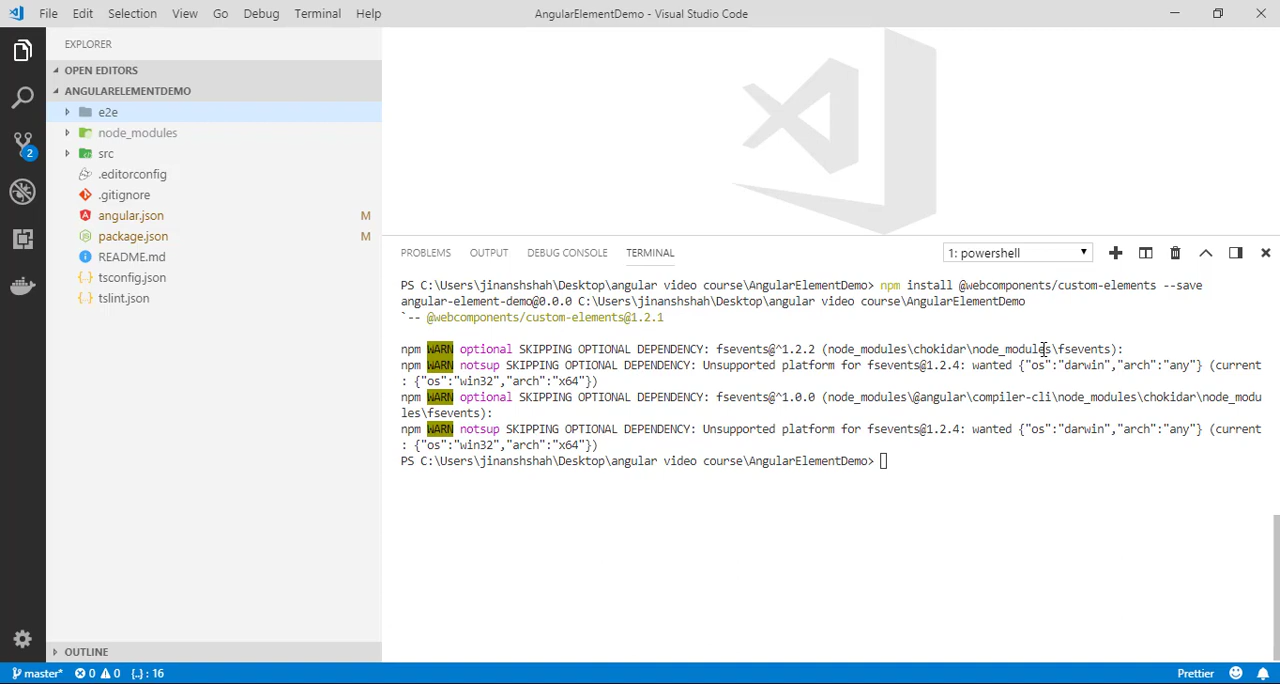 File Edit Selection View Go Debug Terminal Help AngularElementDemo - Visual Studio Code
EXPLORER
OPEN EDITORS
ANGULARELEMENTDEMO
e2e
node_modules
src
.editorconfig
.gitignore
angular.json M
package.json M
README.md
tsconfig.json
tslint.json
OUTLINE
2
PROBLEMS OUTPUT DEBUG CONSOLE TERMINAL 1: powershell
PS C:\Users\jinanshshah\Desktop\angular video course\AngularElementDemo> npm install @webcomponents/custom-elements --save
angular-element-demo@0.0.0 C:\Users\jinanshshah\Desktop\angular video course\AngularElementDemo
`-- @webcomponents/custom-elements@1.2.1
npm WARN optional SKIPPING OPTIONAL DEPENDENCY: fsevents@^1.2.2 (node_modules\chokidar\node_modules\fsevents):
npm WARN notsup SKIPPING OPTIONAL DEPENDENCY: Unsupported platform for fsevents@1.2.4: wanted {"os":"darwin","arch":"any"} (current
: {"os":"win32","arch":"x64"})
npm WARN optional SKIPPING OPTIONAL DEPENDENCY: fsevents@^1.0.0 (node_modules\@angular\compiler-cli\node_modules\chokidar\node_modu
les\fsevents):
npm WARN notsup SKIPPING OPTIONAL DEPENDENCY: Unsupported platform for fsevents@1.2.4: wanted {"os":"darwin","arch":"any"} (current
: {"os":"win32","arch":"x64"})
PS C:\Users\jinanshshah\Desktop\angular video course\AngularElementDemo>
master* 0 0 {..} : 16 Prettier